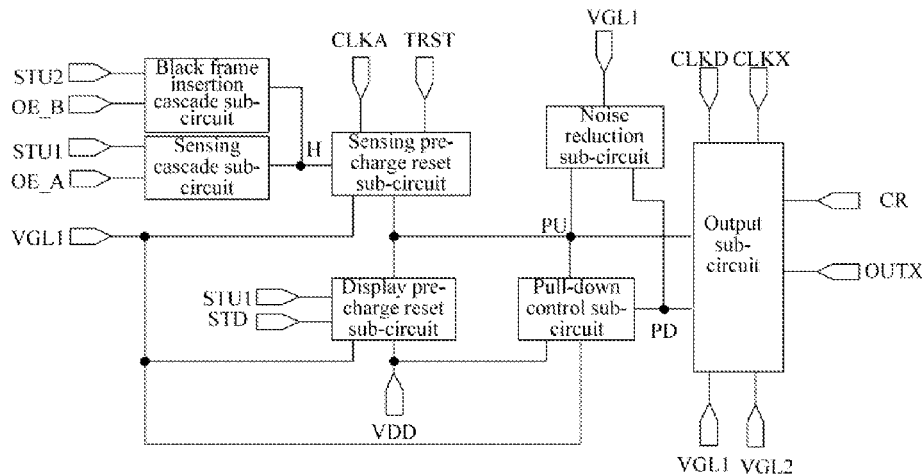 VGL1
CLKA TRST
CLKD CLKX
STU2
OE_B
Black frame
insertion
cascade sub-
circuit
Noise
reduction
sub-circuit
STU1
OE_A
Sensing
cascade sub-
circuit
H
Sensing pre-
charge reset
sub-circuit
CR
VGL1
PU
Output
sub-
circuit
OUTX
STU1
STD
Display pre-
charge reset
sub-circuit
Pull-down
control sub-
circuit
PD
VDD
VGL1 VGL2